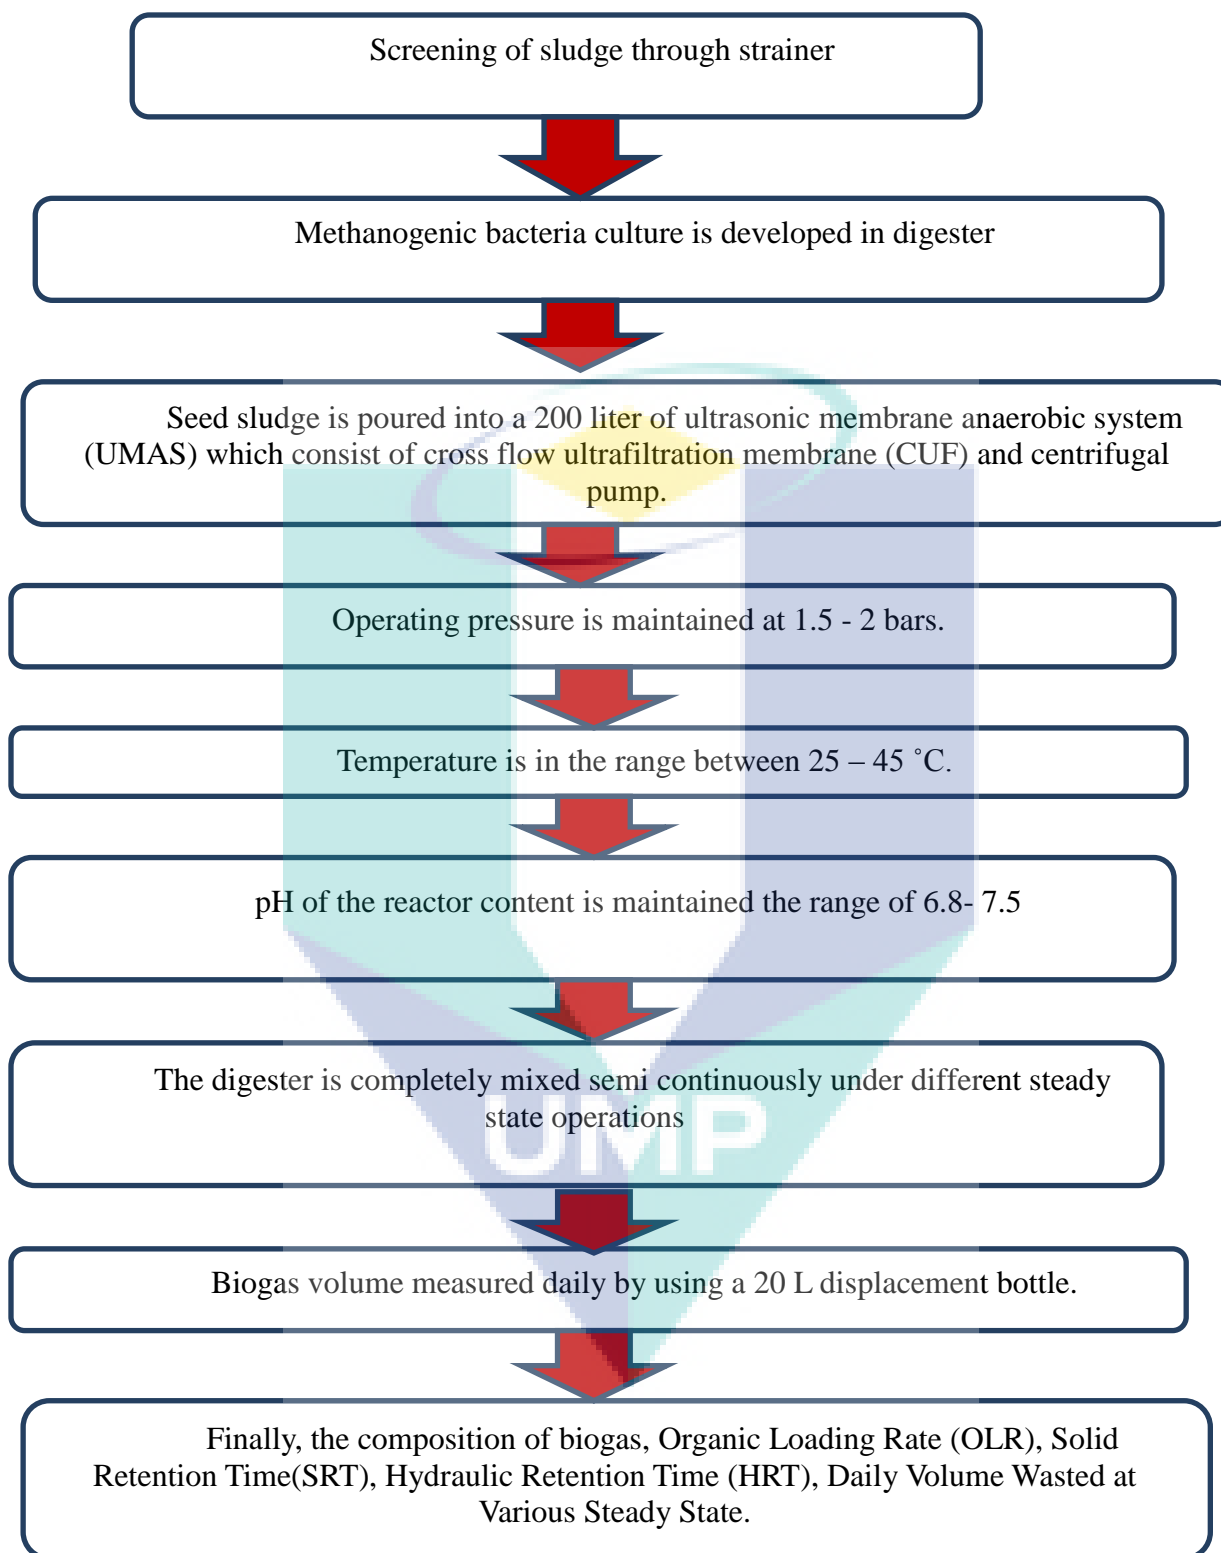 Screening of sludge through strainer
Methanogenic bacteria culture is developed in digester
Seed sludge is poured into a 200 liter of ultrasonic membrane anaerobic system
(UMAS) which consist of cross flow ultrafiltration membrane (CUF) and centrifugal
pump.
Operating pressure is maintained at 1.5 - 2 bars.
Temperature is in the range between 25 – 45 ˚C.
pH of the reactor content is maintained the range of 6.8- 7.5
The digester is completely mixed semi continuously under different steady
state operations
UMP
Biogas volume measured daily by using a 20 L displacement bottle.
Finally, the composition of biogas, Organic Loading Rate (OLR), Solid
Retention Time(SRT), Hydraulic Retention Time (HRT), Daily Volume Wasted at
Various Steady State.